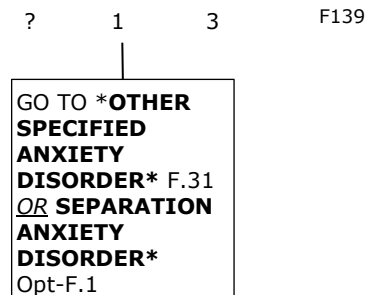 ? 1 3 F139
GO TO *OTHER
SPECIFIED
ANXIETY
DISORDER* F.31
OR SEPARATION
ANXIETY
DISORDER*
Opt-F.1